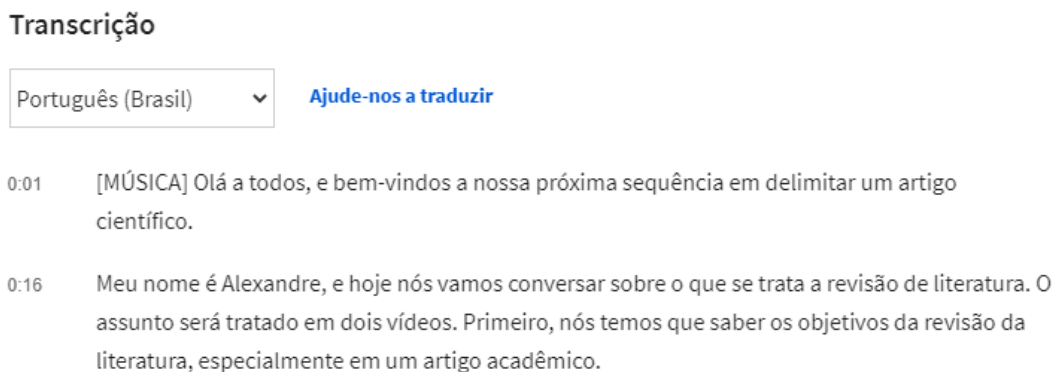 Transcrição
Português (Brasil) Ajude-nos a traduzir
0:01 [MÚSICA] Olá a todos, e bem-vindos a nossa próxima sequência em delimitar um artigo
científico.
0:16 Meu nome é Alexandre, e hoje nós vamos conversar sobre o que se trata a revisão de literatura. O
assunto será tratado em dois vídeos. Primeiro, nós temos que saber os objetivos da revisão da
literatura, especialmente em um artigo acadêmico.